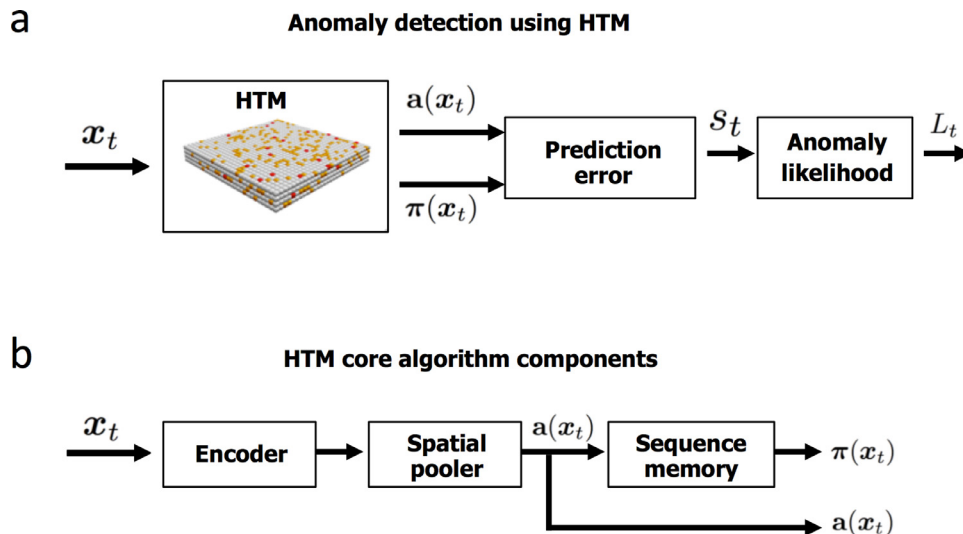 a
Anomaly detection using HTM
HTM
x_t
a(x_t)
π(x_t)
Prediction
error
s_t
Anomaly
likelihood
L_t
b
HTM core algorithm components
x_t
Encoder
Spatial
pooler
a(x_t)
Sequence
memory
π(x_t)
a(x_t)